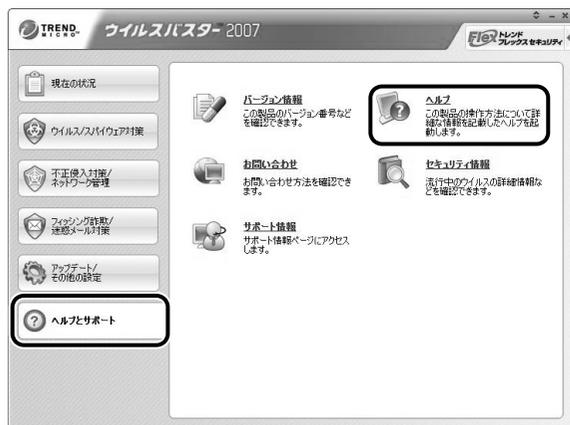 TREND MICRO
ウイルスバスター 2007
Flex トレンド
フレックス セキュリティ
現在の状況
ウイルス/スパイウェア対策
不正侵入対策/
ネットワーク管理
フィッシング詐欺/
迷惑メール対策
アップデート/
その他の設定
ヘルプとサポート
バージョン情報
この製品のバージョン番号など
を確認できます。
ヘルプ
この製品の操作方法について詳
細な情報を記載したヘルプを起
動します。
お問い合わせ
お問い合わせ方法を確認でき
ます。
セキュリティ情報
流行中のウイルスの詳細情報な
どを確認できます。
サポート情報
サポート情報ページにアクセス
します。